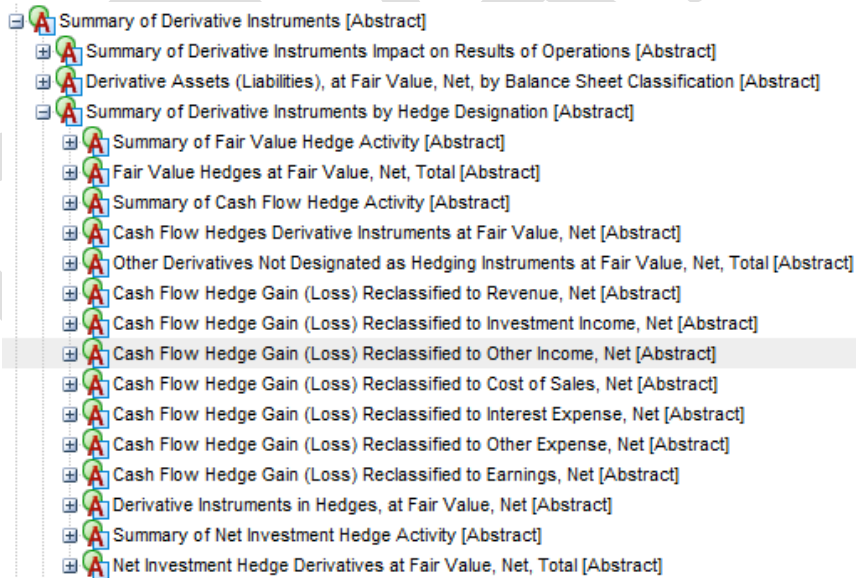 Summary of Derivative Instruments [Abstract]
Summary of Derivative Instruments Impact on Results of Operations [Abstract]
Derivative Assets (Liabilities), at Fair Value, Net, by Balance Sheet Classification [Abstract]
Summary of Derivative Instruments by Hedge Designation [Abstract]
Summary of Fair Value Hedge Activity [Abstract]
Fair Value Hedges at Fair Value, Net, Total [Abstract]
Summary of Cash Flow Hedge Activity [Abstract]
Cash Flow Hedges Derivative Instruments at Fair Value, Net [Abstract]
Other Derivatives Not Designated as Hedging Instruments at Fair Value, Net, Total [Abstract]
Cash Flow Hedge Gain (Loss) Reclassified to Revenue, Net [Abstract]
Cash Flow Hedge Gain (Loss) Reclassified to Investment Income, Net [Abstract]
Cash Flow Hedge Gain (Loss) Reclassified to Other Income, Net [Abstract]
Cash Flow Hedge Gain (Loss) Reclassified to Cost of Sales, Net [Abstract]
Cash Flow Hedge Gain (Loss) Reclassified to Interest Expense, Net [Abstract]
Cash Flow Hedge Gain (Loss) Reclassified to Other Expense, Net [Abstract]
Cash Flow Hedge Gain (Loss) Reclassified to Earnings, Net [Abstract]
Derivative Instruments in Hedges, at Fair Value, Net [Abstract]
Summary of Net Investment Hedge Activity [Abstract]
Net Investment Hedge Derivatives at Fair Value, Net, Total [Abstract]